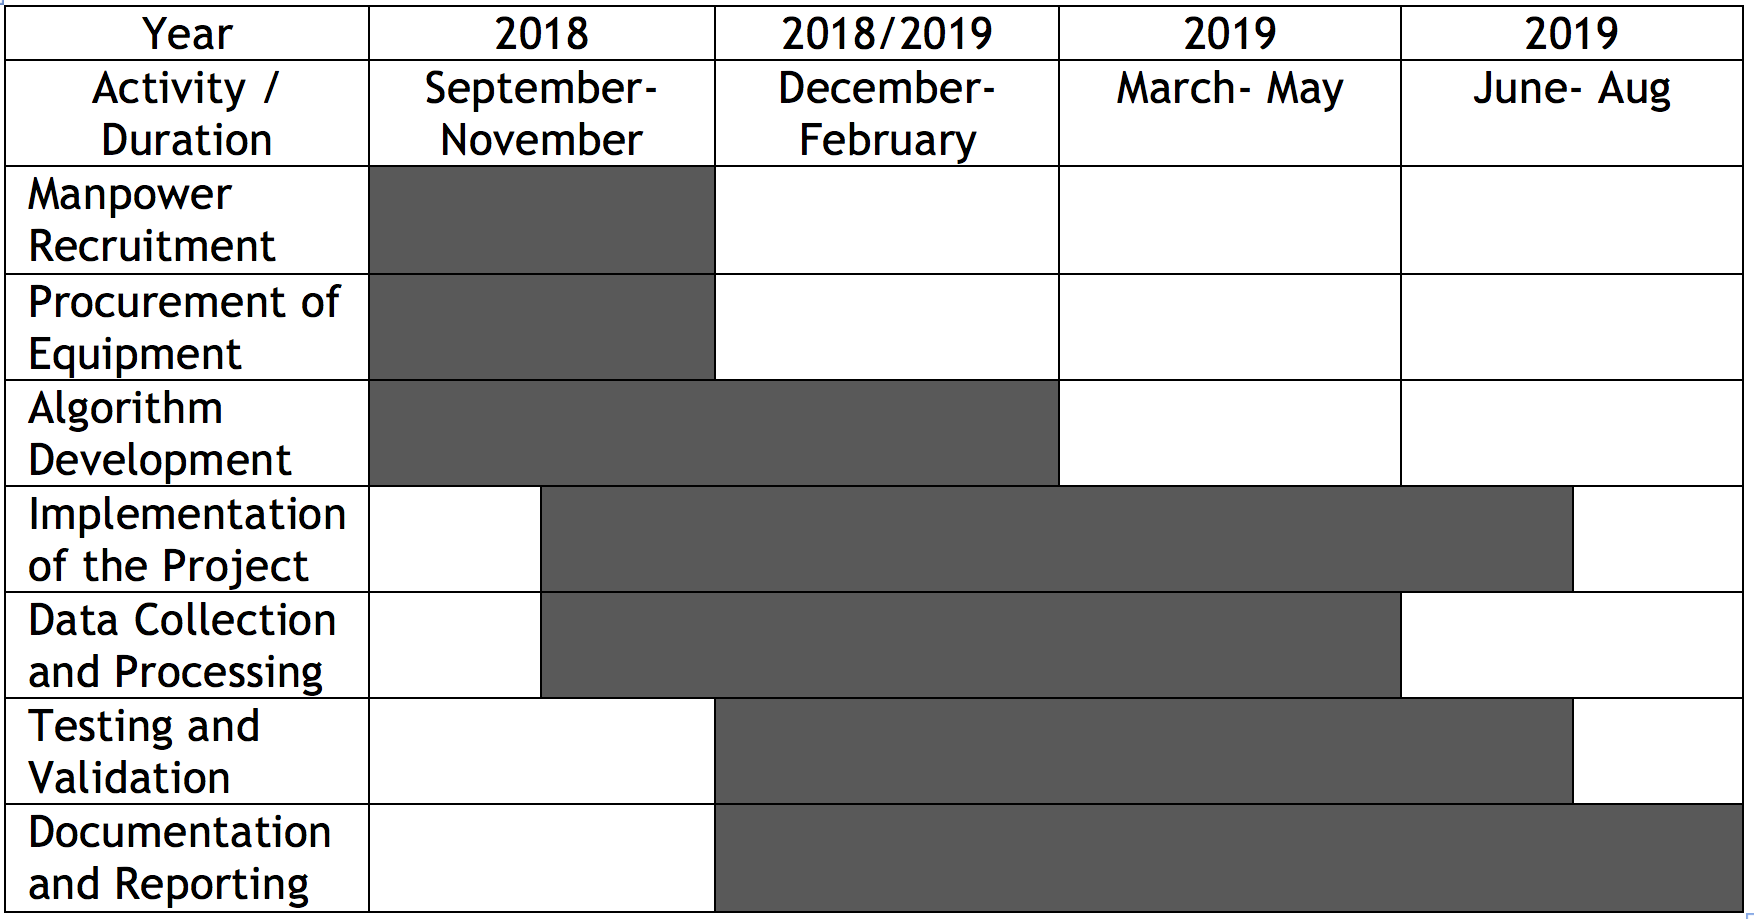 Year 2018 2018/2019 2019 2019
Activity / September- December- March- May June- Aug
Duration November February
Manpower
Recruitment
Procurement of
Equipment
Algorithm
Development
Implementation
of the Project
Data Collection
and Processing
Testing and
Validation
Documentation
and Reporting